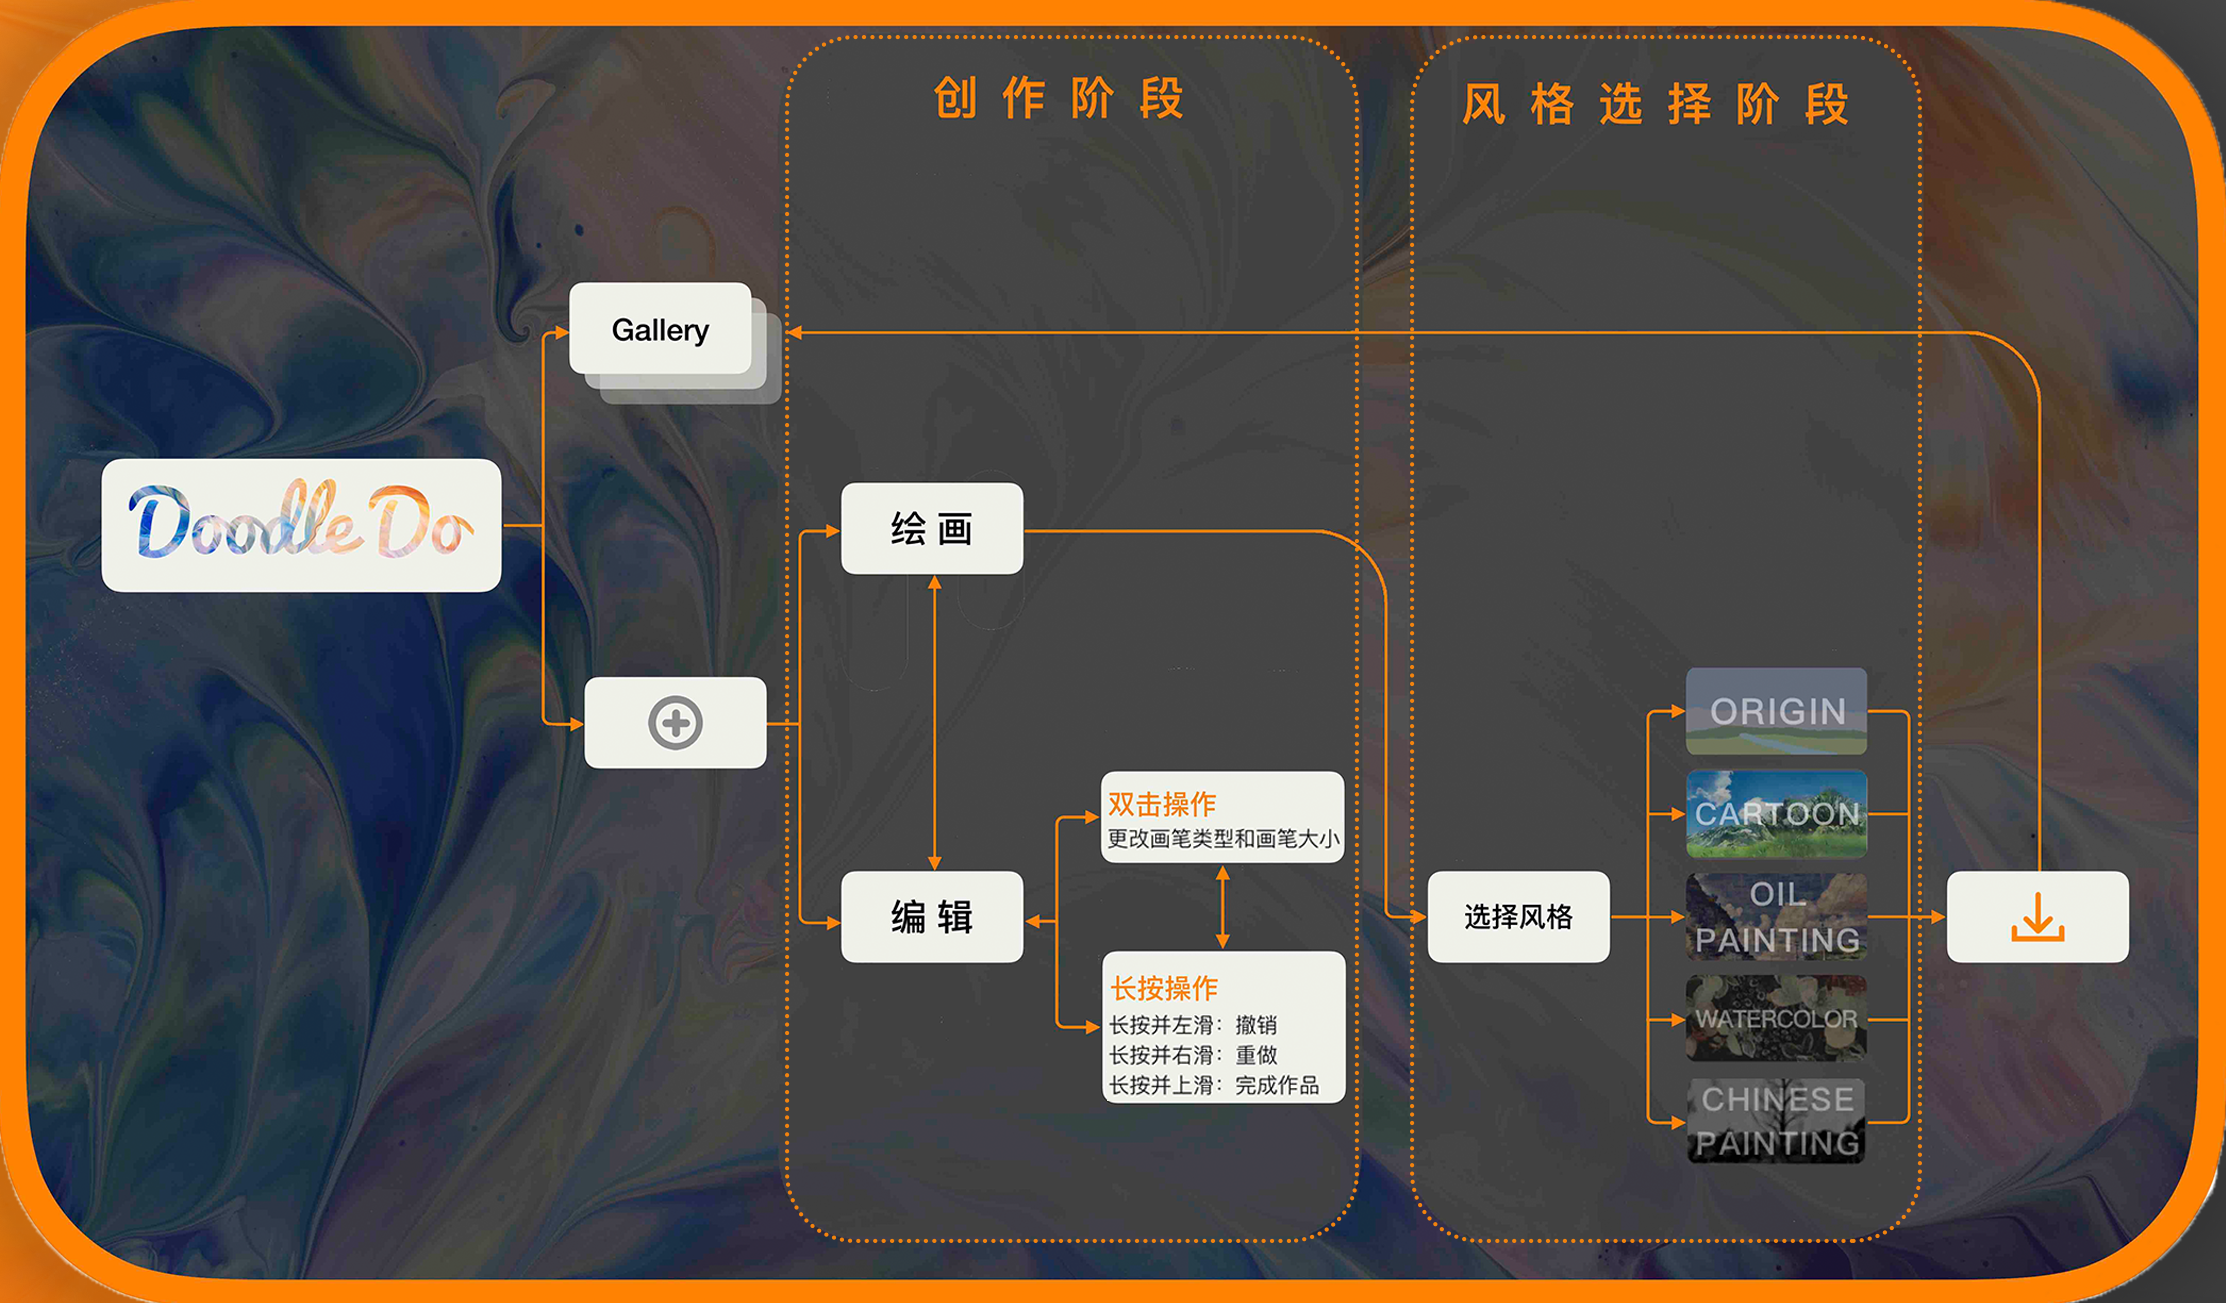 创作阶段
风格选择阶段
Gallery
Doodle Do
绘画
编辑
双击操作
更改画笔类型和画笔大小
长按操作
长按并左滑：撤销
长按并右滑：重做
长按并上滑：完成作品
选择风格
ORIGIN
CARTOON
OIL
PAINTING
WATERCOLOR
CHINESE
PAINTING